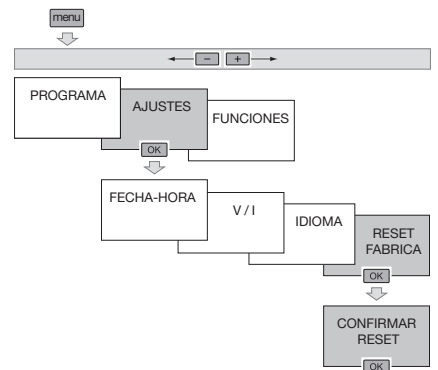 menu
− +
PROGRAMA
AJUSTES
FUNCIONES
OK
FECHA-HORA
V / I
IDIOMA
RESET
FABRICA
OK
CONFIRMAR
RESET
OK